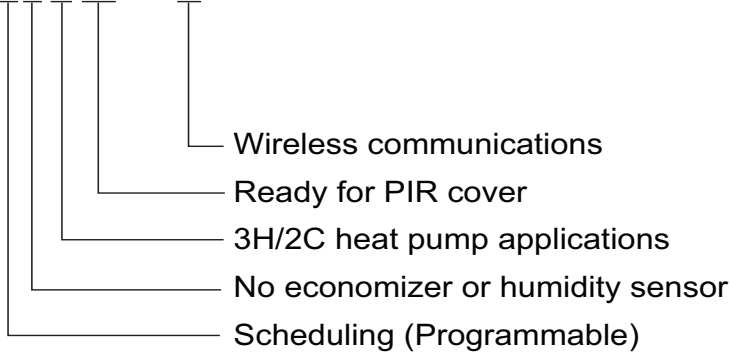 Wireless communications
Ready for PIR cover
3H/2C heat pump applications
No economizer or humidity sensor
Scheduling (Programmable)